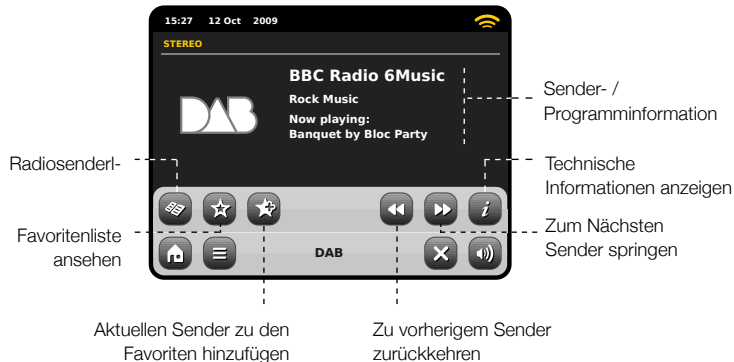 15:27 12 Oct 2009
STEREO
BBC Radio 6Music
DAB
Rock Music
Now playing:
Banquet by Bloc Party
Sender- /
Programminformation
Radiosenderl-
Technische
Informationen anzeigen
i
Favoritenliste
ansehen
Zum Nächsten
Sender springen
DAB
Aktuellen Sender zu den
Favoriten hinzufügen
Zu vorherigem Sender
zurückkehren